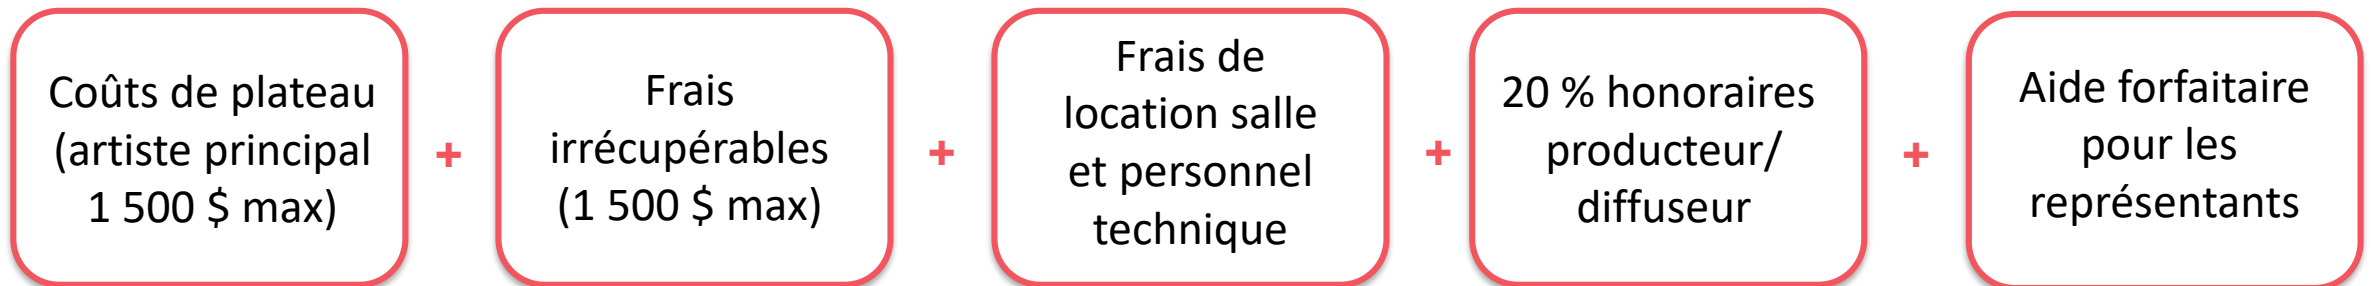 Coûts de plateau
(artiste principal
1 500 $ max)
+
Frais
irrécupérables
(1 500 $ max)
+
Frais de
location salle
et personnel
technique
+
20 % honoraires
producteur/
diffuseur
+
Aide forfaitaire
pour les
représentants